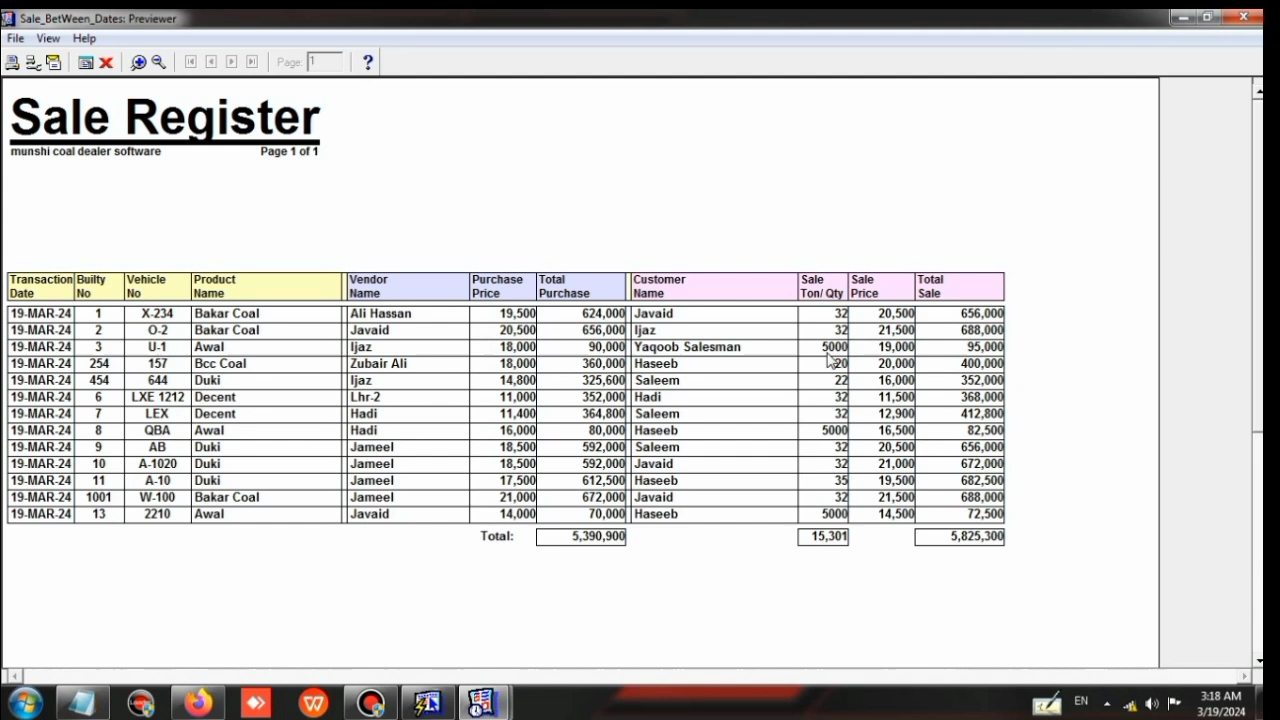 Sale_BetWeen_Dates: Previewer
File View Help
Page: 1 ?
Sale Register
munshi coal dealer software Page 1 of 1
Transaction Date Builty No Vehicle No Product Name Vendor Name Purchase Price Total Purchase Customer Name Sale Ton/ Qty Sale Price Total Sale
19-MAR-24 1 X-234 Bakar Coal Ali Hassan 19,500 624,000 Javaid 32 20,500 656,000
19-MAR-24 2 O-2 Bakar Coal Javaid 20,500 656,000 Ijaz 32 21,500 688,000
19-MAR-24 3 U-1 Awal Ijaz 18,000 90,000 Yaqoob Salesman 5000 19,000 95,000
19-MAR-24 254 157 Bcc Coal Zubair Ali 18,000 360,000 Haseeb 20 20,000 400,000
19-MAR-24 454 644 Duki Ijaz 14,800 325,600 Saleem 22 16,000 352,000
19-MAR-24 6 LXE 1212 Decent Lhr-2 11,000 352,000 Hadi 32 11,500 368,000
19-MAR-24 7 LEX Decent Hadi 11,400 364,800 Saleem 32 12,900 412,800
19-MAR-24 8 QBA Awal Hadi 16,000 80,000 Haseeb 5000 16,500 82,500
19-MAR-24 9 AB Duki Jameel 18,500 592,000 Saleem 32 20,500 656,000
19-MAR-24 10 A-1020 Duki Jameel 18,500 592,000 Javaid 32 21,000 672,000
19-MAR-24 11 A-10 Duki Jameel 17,500 612,500 Haseeb 35 19,500 682,500
19-MAR-24 1001 W-100 Bakar Coal Jameel 21,000 672,000 Javaid 32 21,500 688,000
19-MAR-24 13 2210 Awal Javaid 14,000 70,000 Haseeb 5000 14,500 72,500
Total: 5,390,900 15,301 5,825,300
EN 3:18 AM
3/19/2024